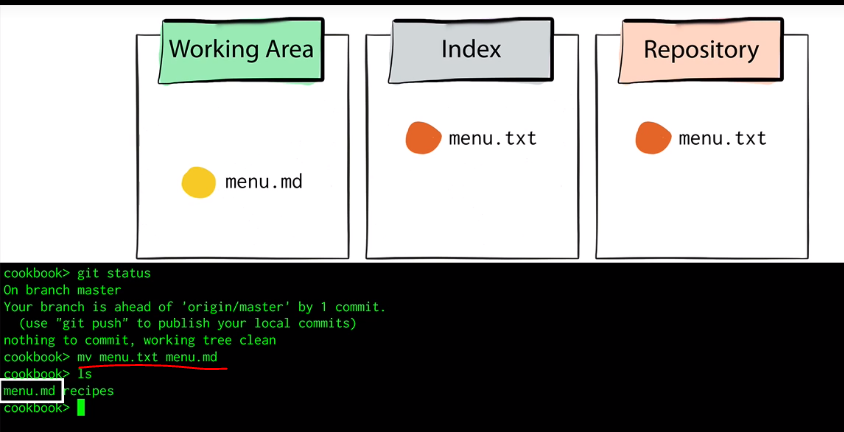 Working Area
Index
Repository
menu.txt
menu.txt
menu.md
cookbook> git status
On branch master
Your branch is ahead of 'origin/master' by 1 commit.
(use "git push" to publish your local commits)
nothing to commit, working tree clean
cookbook> mv menu.txt menu.md
cookbook> ls
menu.md recipes
cookbook>